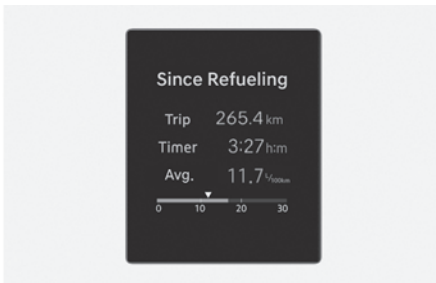 Since Refueling
Trip 265.4 km
Timer 3:27 h:m
Avg. 11.7 L/100km
0 10 20 30